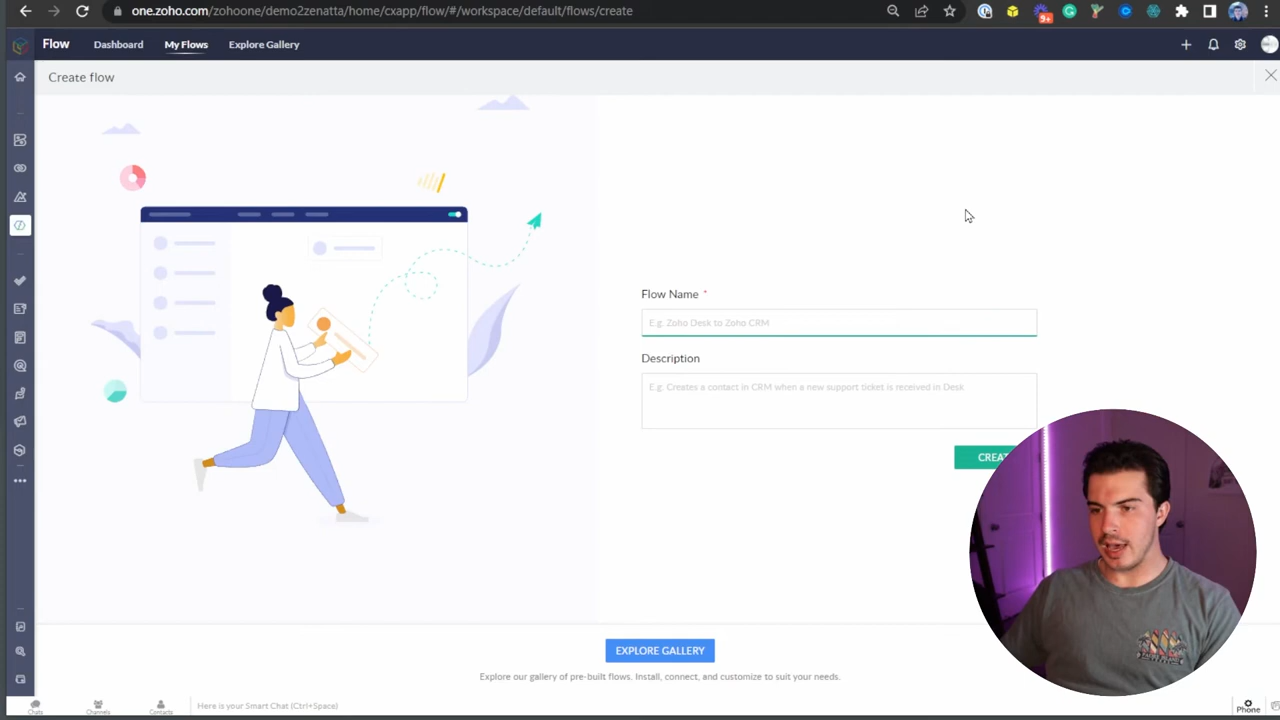 one.zoho.com/zohoone/demo2zenatta/home/cxapp/flow/#/workspace/default/flows/create
9+
Flow Dashboard My Flows Explore Gallery
Create flow
Flow Name *
E.g. Zoho Desk to Zoho CRM
Description
E.g. Creates a contact in CRM when a new support ticket is received in Desk
CREAT
EXPLORE GALLERY
Explore our gallery of pre-built flows. Install, connect, and customize to suit your needs.
Chats Channels Contacts Here is your Smart Chat (Ctrl+Space) Phone